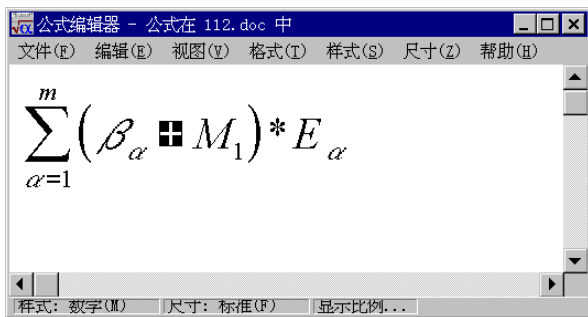 公式编辑器 - 公式在 112.doc 中
文件(F) 编辑(E) 视图(V) 格式(T) 样式(S) 尺寸(Z) 帮助(H)
m
∑(β_α ⊞ M_1) * E_α
α=1
样式: 数字(M) 尺寸: 标准(F) 显示比例...